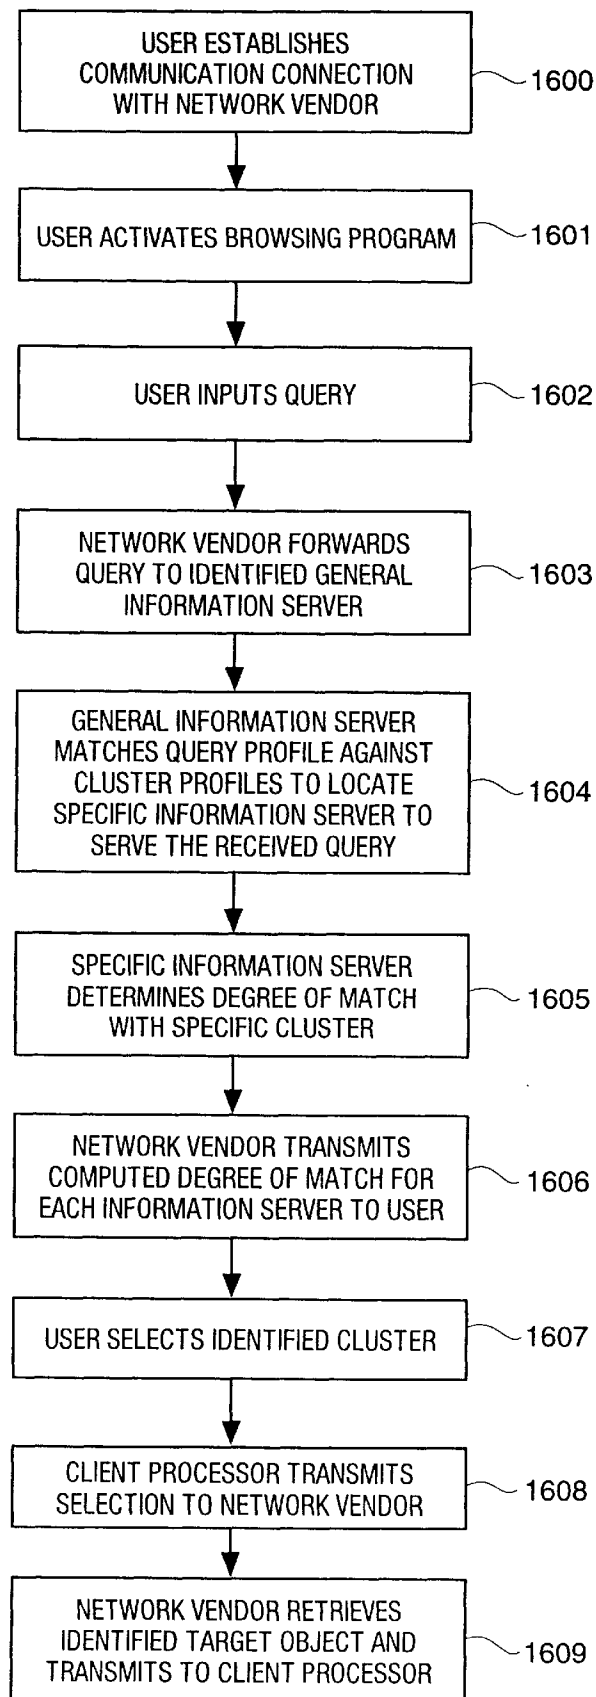 USER ESTABLISHES
COMMUNICATION CONNECTION
WITH NETWORK VENDOR
1600
USER ACTIVATES BROWSING PROGRAM
1601
USER INPUTS QUERY
1602
NETWORK VENDOR FORWARDS
QUERY TO IDENTIFIED GENERAL
INFORMATION SERVER
1603
GENERAL INFORMATION SERVER
MATCHES QUERY PROFILE AGAINST
CLUSTER PROFILES TO LOCATE
SPECIFIC INFORMATION SERVER TO
SERVE THE RECEIVED QUERY
1604
SPECIFIC INFORMATION SERVER
DETERMINES DEGREE OF MATCH
WITH SPECIFIC CLUSTER
1605
NETWORK VENDOR TRANSMITS
COMPUTED DEGREE OF MATCH FOR
EACH INFORMATION SERVER TO USER
1606
USER SELECTS IDENTIFIED CLUSTER
1607
CLIENT PROCESSOR TRANSMITS
SELECTION TO NETWORK VENDOR
1608
NETWORK VENDOR RETRIEVES
IDENTIFIED TARGET OBJECT AND
TRANSMITS TO CLIENT PROCESSOR
1609